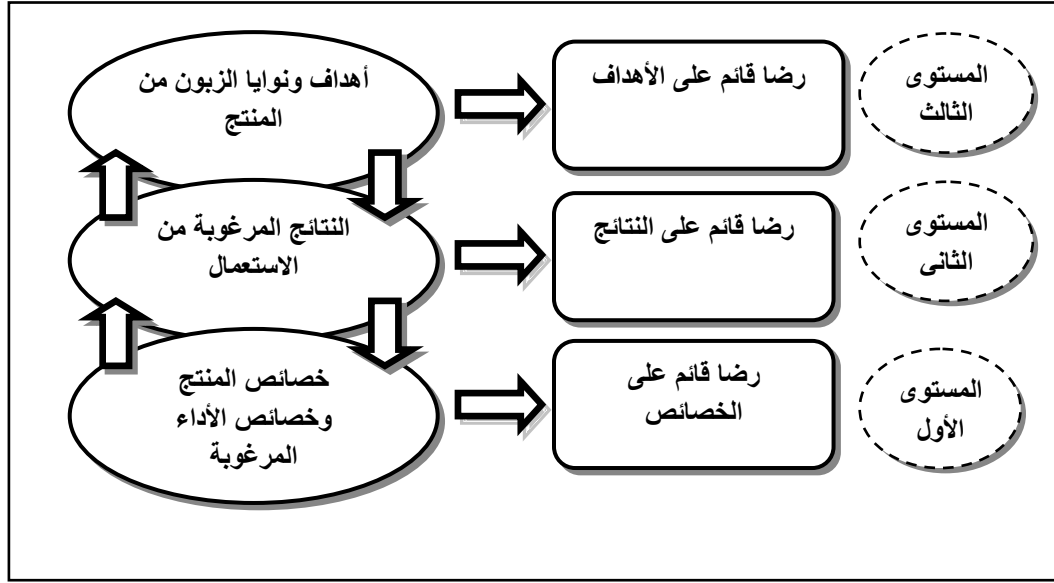 المستوى
الثالث
رضا قائم على الأهداف
أهداف ونوايا الزبون من
المنتج
المستوى
الثانى
رضا قائم على النتائج
النتائج المرغوبة من
الاستعمال
المستوى
الأول
رضا قائم على
الخصائص
خصائص المنتج
وخصائص الأداء
المرغوبة